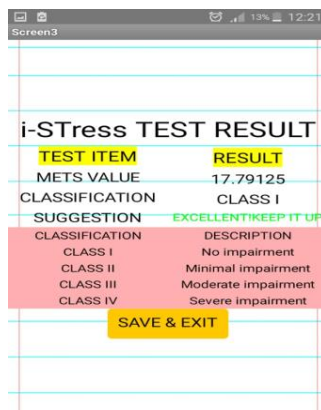 13% 12:21
Screen3
i-STress TEST RESULT
TEST ITEM RESULT
METS VALUE 17.79125
CLASSIFICATION CLASS I
SUGGESTION EXCELLENT!KEEP IT UP
CLASSIFICATION DESCRIPTION
CLASS I No impairment
CLASS II Minimal impairment
CLASS III Moderate impairment
CLASS IV Severe impairment
SAVE & EXIT